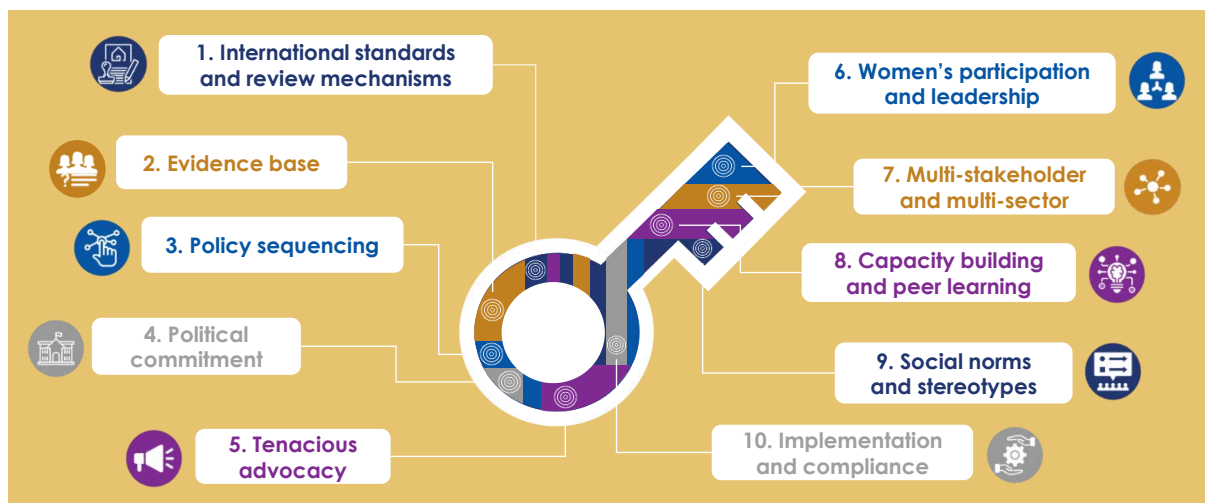 1. International standards
and review mechanisms
2. Evidence base
3. Policy sequencing
4. Political
commitment
5. Tenacious
advocacy
6. Women’s participation
and leadership
7. Multi-stakeholder
and multi-sector
8. Capacity building
and peer learning
9. Social norms
and stereotypes
10. Implementation
and compliance